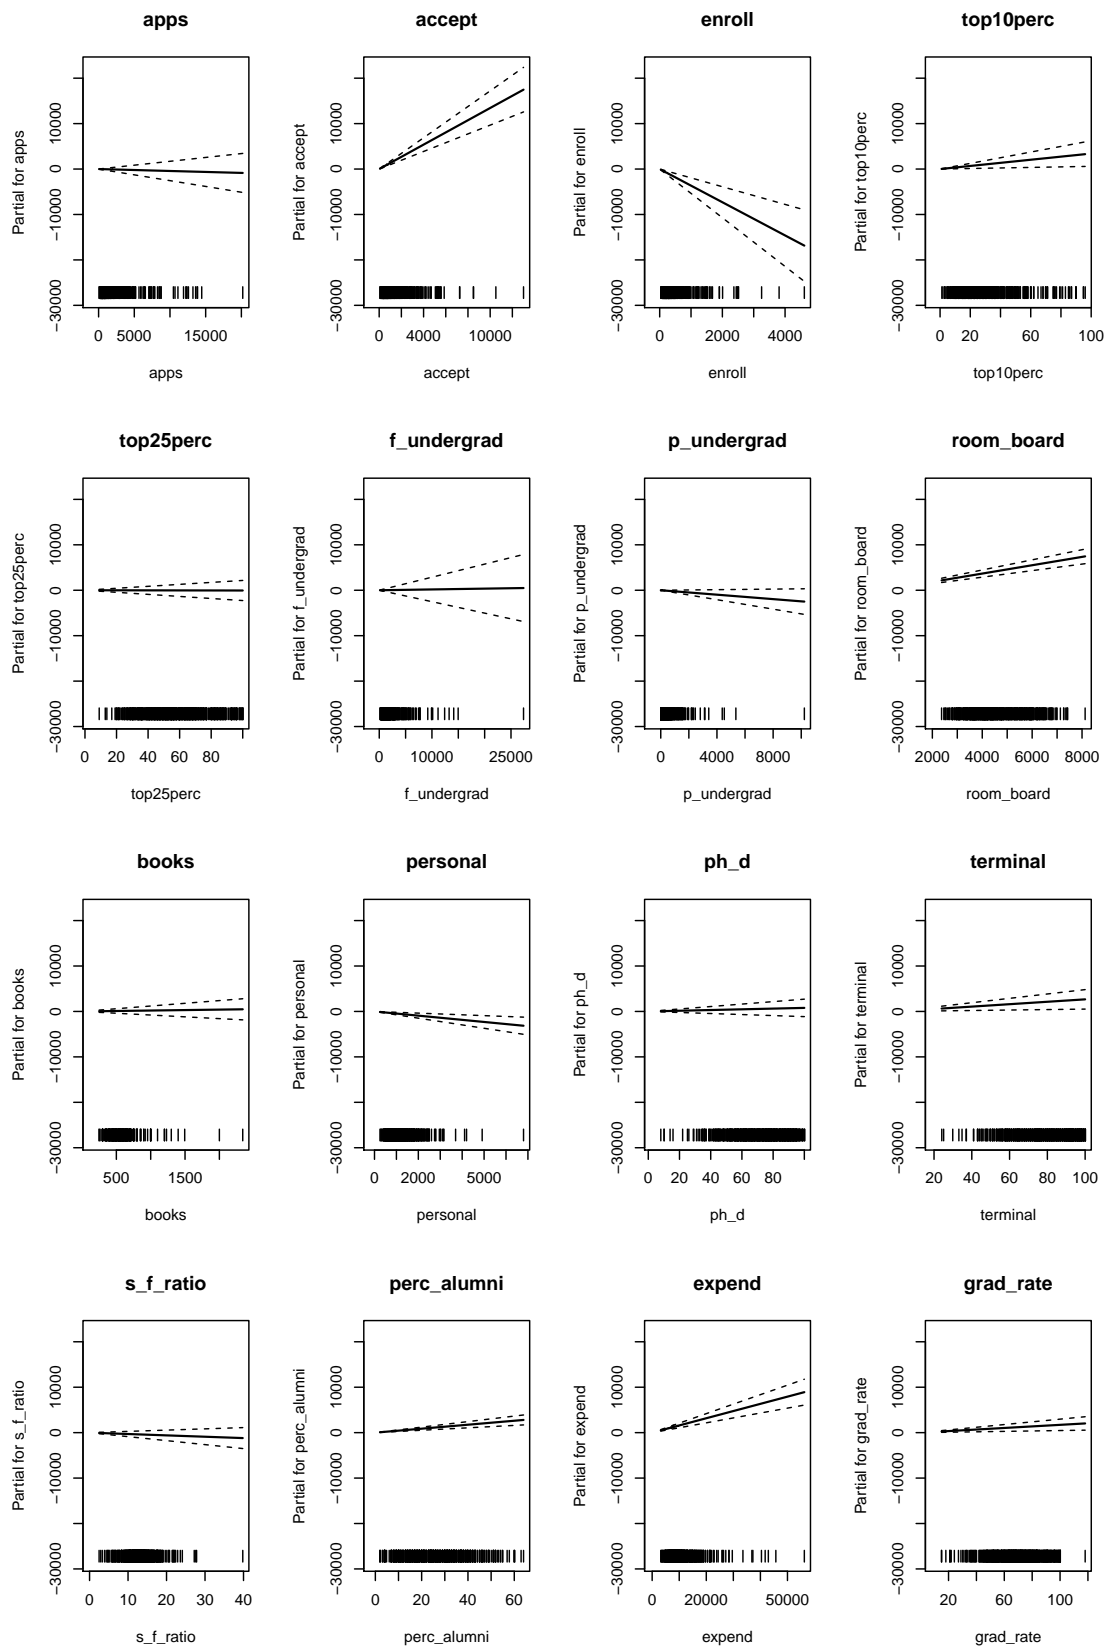 apps
Partial for apps
−30000 −10000 0 10000
0 5000 15000
apps
accept
Partial for accept
−30000 −10000 0 10000
0 4000 10000
accept
enroll
Partial for enroll
−30000 −10000 0 10000
0 2000 4000
enroll
top10perc
Partial for top10perc
−30000 −10000 0 10000
0 20 40 60 100
top10perc
top25perc
Partial for top25perc
−30000 −10000 0 10000
0 20 40 60 80
top25perc
f_undergrad
Partial for f_undergrad
−30000 −10000 0 10000
0 10000 25000
f_undergrad
p_undergrad
Partial for p_undergrad
−30000 −10000 0 10000
0 4000 8000
p_undergrad
room_board
Partial for room_board
−30000 −10000 0 10000
2000 4000 6000 8000
room_board
books
Partial for books
−30000 −10000 0 10000
500 1500
books
personal
Partial for personal
−30000 −10000 0 10000
0 2000 5000
personal
ph_d
Partial for ph_d
−30000 −10000 0 10000
0 20 40 60 80
ph_d
terminal
Partial for terminal
−30000 −10000 0 10000
20 40 60 80 100
terminal
s_f_ratio
Partial for s_f_ratio
−30000 −10000 0 10000
0 10 20 30 40
s_f_ratio
perc_alumni
Partial for perc_alumni
−30000 −10000 0 10000
0 20 40 60
perc_alumni
expend
Partial for expend
−30000 −10000 0 10000
0 20000 50000
expend
grad_rate
Partial for grad_rate
−30000 −10000 0 10000
20 60 100
grad_rate